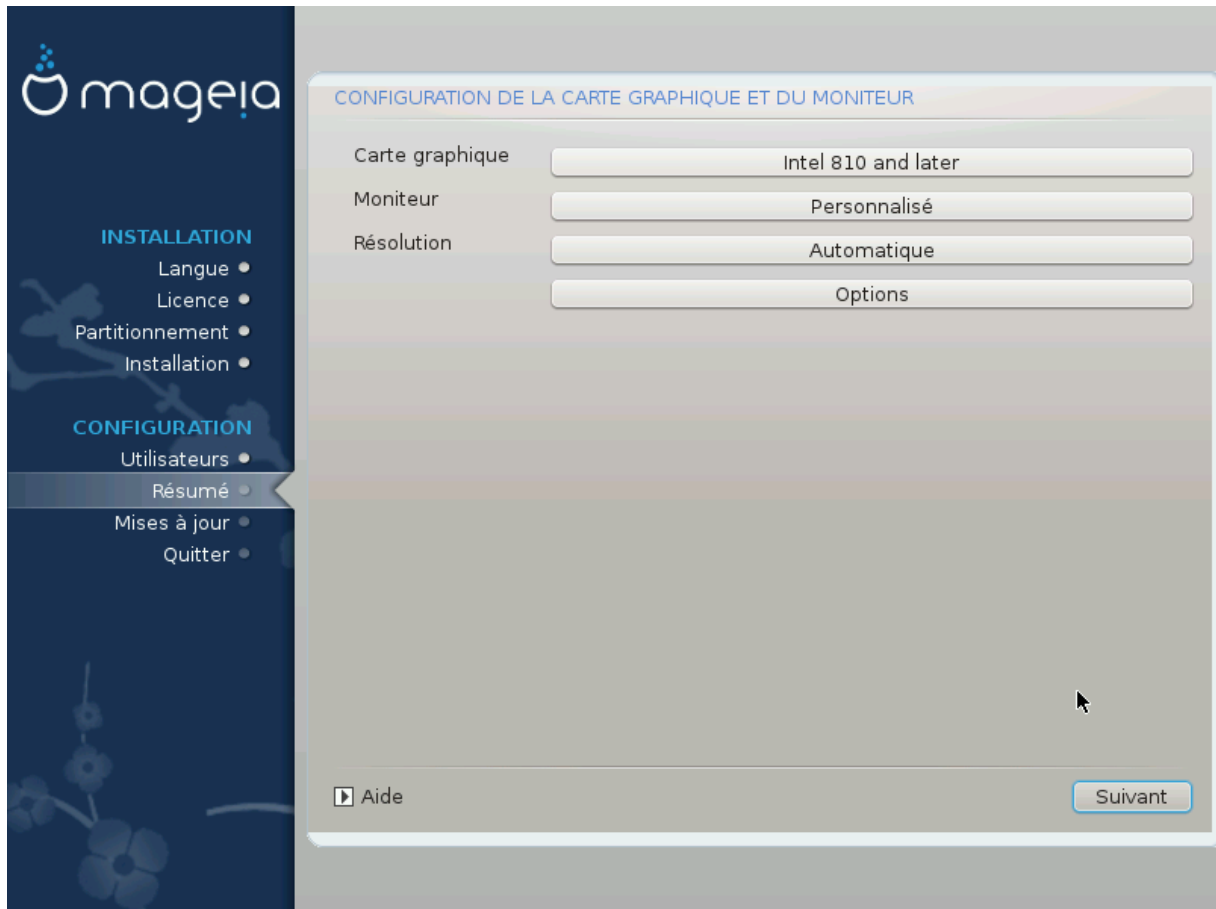 mageia
INSTALLATION
Langue
Licence
Partitionnement
Installation
CONFIGURATION
Utilisateurs
Résumé
Mises à jour
Quitter
CONFIGURATION DE LA CARTE GRAPHIQUE ET DU MONITEUR
Carte graphique
Intel 810 and later
Moniteur
Personnalisé
Résolution
Automatique
Options
Aide
Suivant